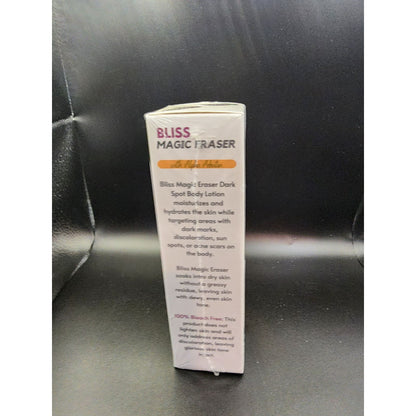 BLISS
MAGIC ERASER
Bliss Magic Eraser Dark
Spot Body Lotion
moisturizes and
hydrates the skin while
targeting areas with
dark marks,
discoloration, sun
spots, or acne scars on
the body.
Bliss Magic Eraser
soaks into dry skin
without a greasy
residue, leaving skin
with dewy, even skin
tone.
100% Bleach Free: This
product does not
lighten skin and will
only address areas of
discoloration, leaving
glorious skin tone